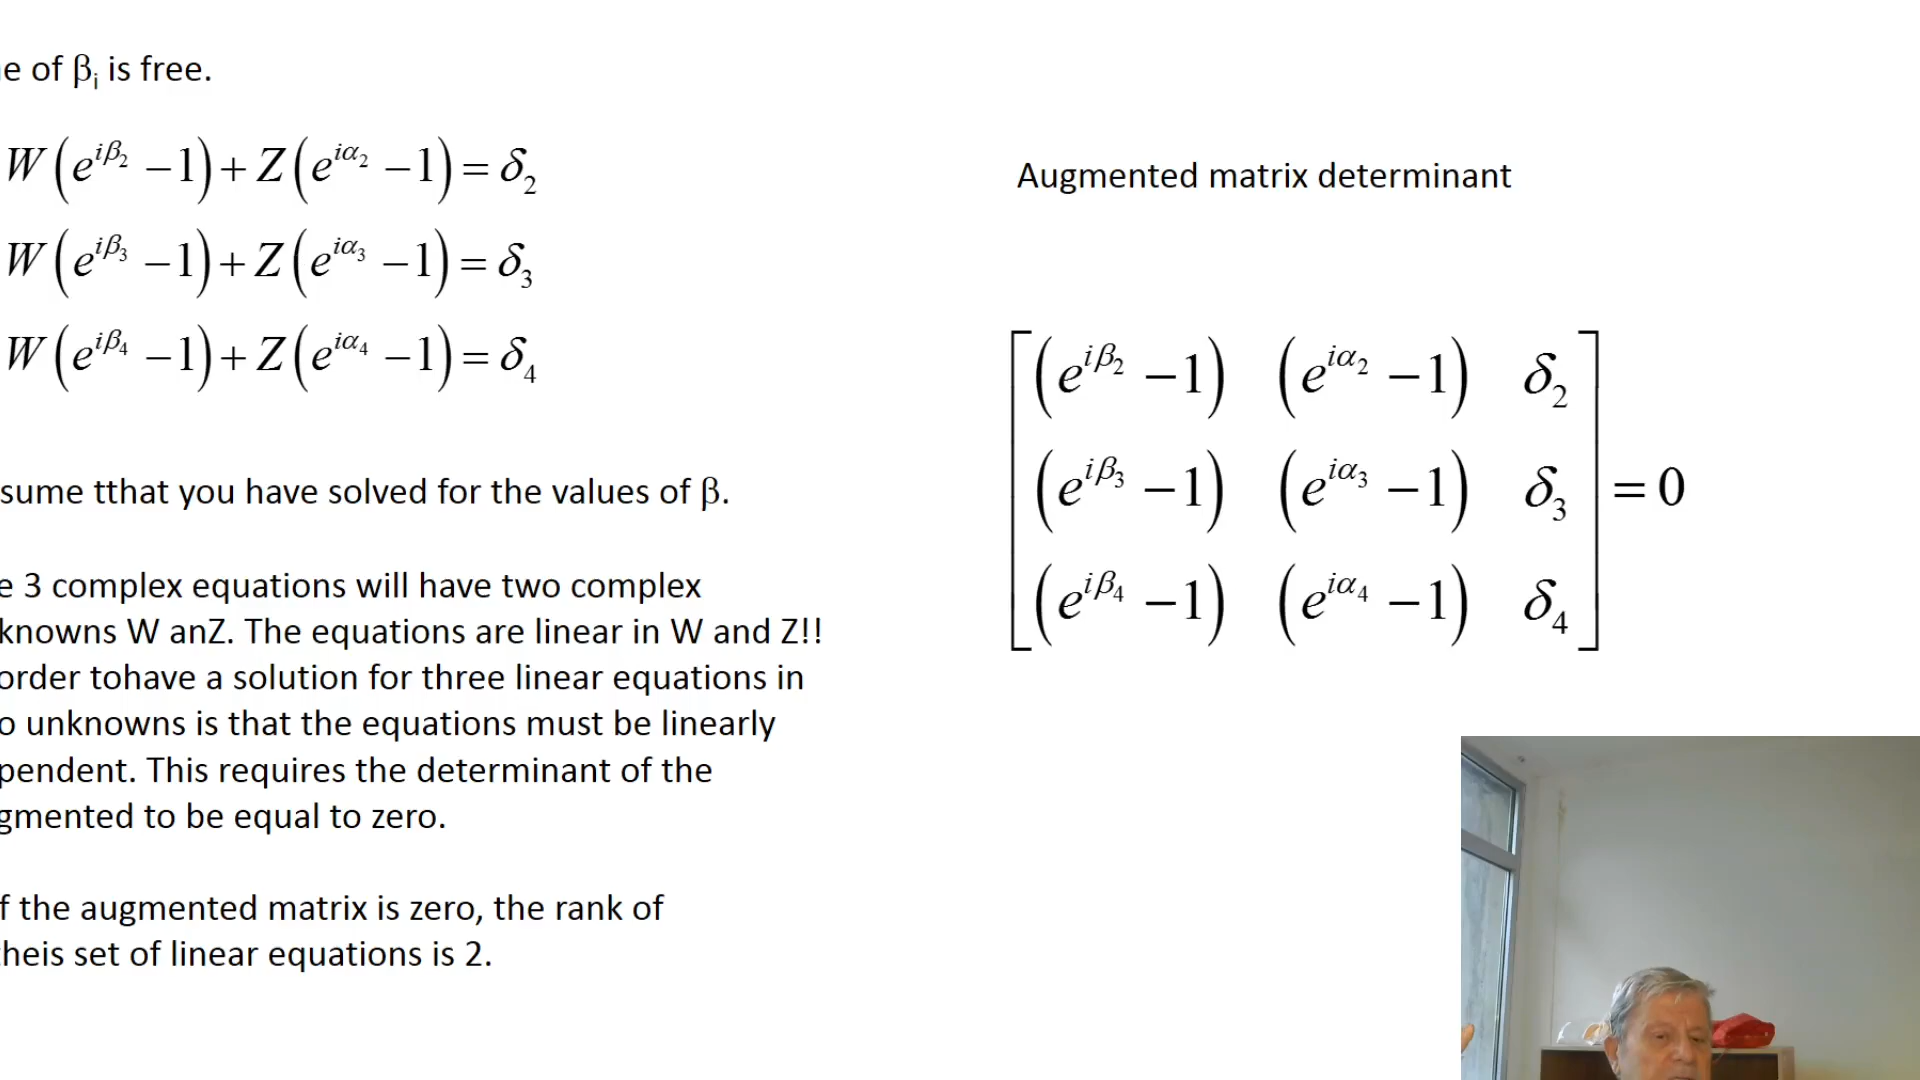 e of βᵢ is free.
W(e^{iβ₂} − 1) + Z(e^{iα₂} − 1) = δ₂
W(e^{iβ₃} − 1) + Z(e^{iα₃} − 1) = δ₃
W(e^{iβ₄} − 1) + Z(e^{iα₄} − 1) = δ₄
sume tthat you have solved for the values of β.
e 3 complex equations will have two complex
knowns W anZ. The equations are linear in W and Z!!
order tohave a solution for three linear equations in
o unknowns is that the equations must be linearly
pendent. This requires the determinant of the
gmented to be equal to zero.
f the augmented matrix is zero, the rank of
theis set of linear equations is 2.
Augmented matrix determinant
[(e^{iβ₂} − 1) (e^{iα₂} − 1) δ₂
(e^{iβ₃} − 1) (e^{iα₃} − 1) δ₃
(e^{iβ₄} − 1) (e^{iα₄} − 1) δ₄] = 0